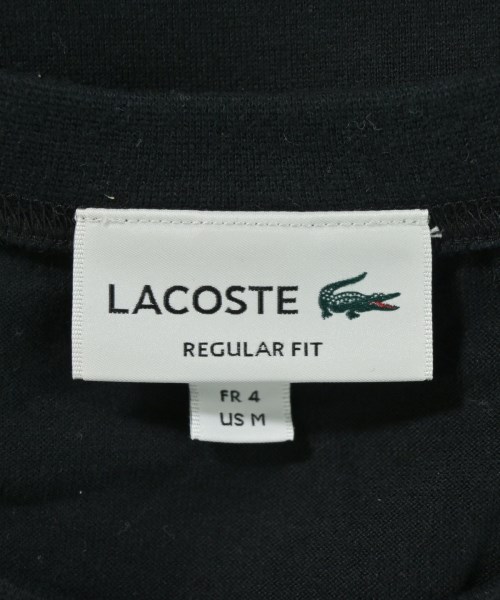 LACOSTE
REGULAR FIT
FR 4
US M